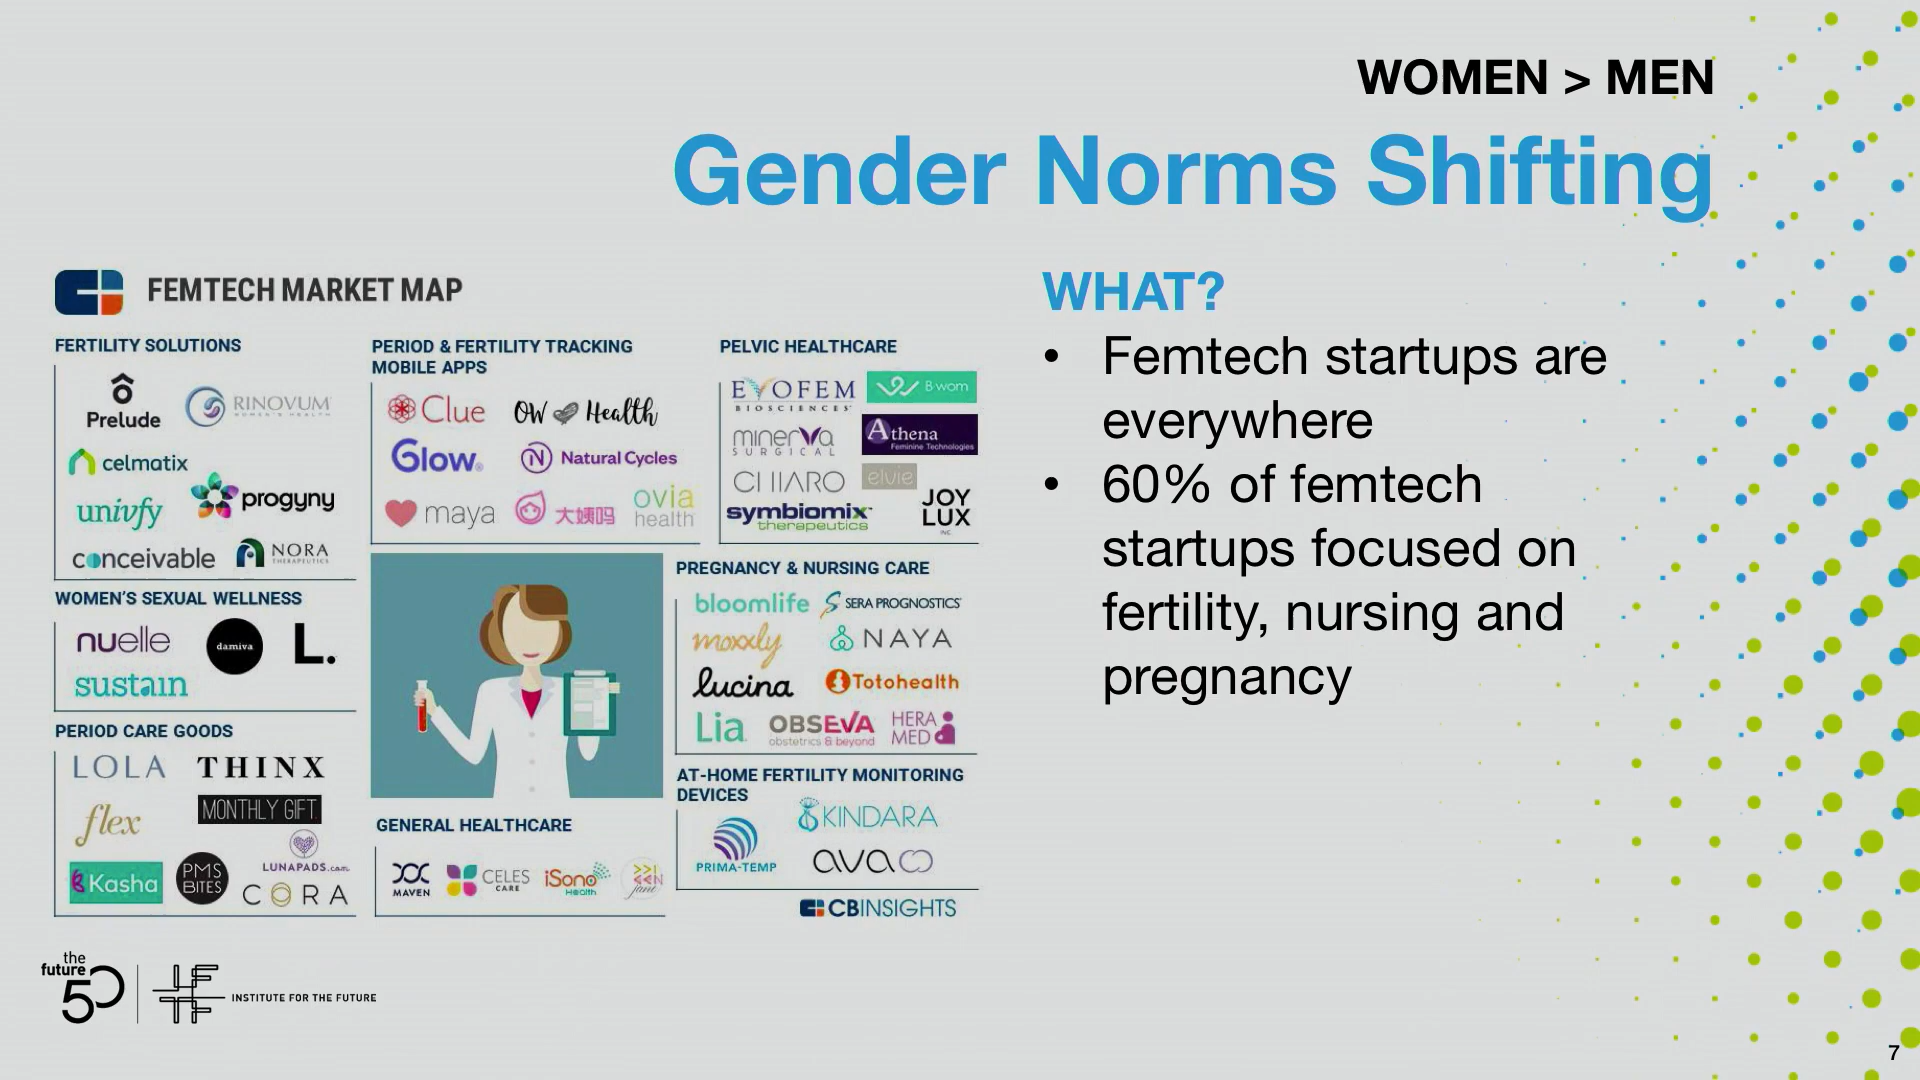 WOMEN > MEN
Gender Norms Shifting
FEMTECH MARKET MAP
FERTILITY SOLUTIONS
Prelude
RINOVUM
WOMEN'S HEALTH
celmatix
univfy
progyny
conceivable
NORA
THERAPEUTICS
WOMEN'S SEXUAL WELLNESS
nuelle
damiva
L.
sustain
PERIOD CARE GOODS
LOLA
THINX
flex
MONTHLY GIFT
LUNAPADS.com
Kasha
PMS
BITES
CORA
PERIOD & FERTILITY TRACKING
MOBILE APPS
Clue
OW Health
Glow.
Natural Cycles
maya
大姨吗
ovia
health
GENERAL HEALTHCARE
MAVEN
CELES
CARE
iSono
Health
jane
PELVIC HEALTHCARE
EVOFEM
BIOSCIENCES
B·wom
minerva
SURGICAL
Athena
Feminine Technologies
CHIARO
elvie
symbiomix
therapeutics
JOY
LUX
INC
PREGNANCY & NURSING CARE
bloomlife
SERA PROGNOSTICS
moxxly
NAYA
lucina
Totohealth
Lia
OBSEVA
obstetrics & beyond
HERA
MED
AT-HOME FERTILITY MONITORING
DEVICES
PRIMA-TEMP
KINDARA
ava
CBINSIGHTS
WHAT?
• Femtech startups are
everywhere
• 60% of femtech
startups focused on
fertility, nursing and
pregnancy
the
future
50
INSTITUTE FOR THE FUTURE
7